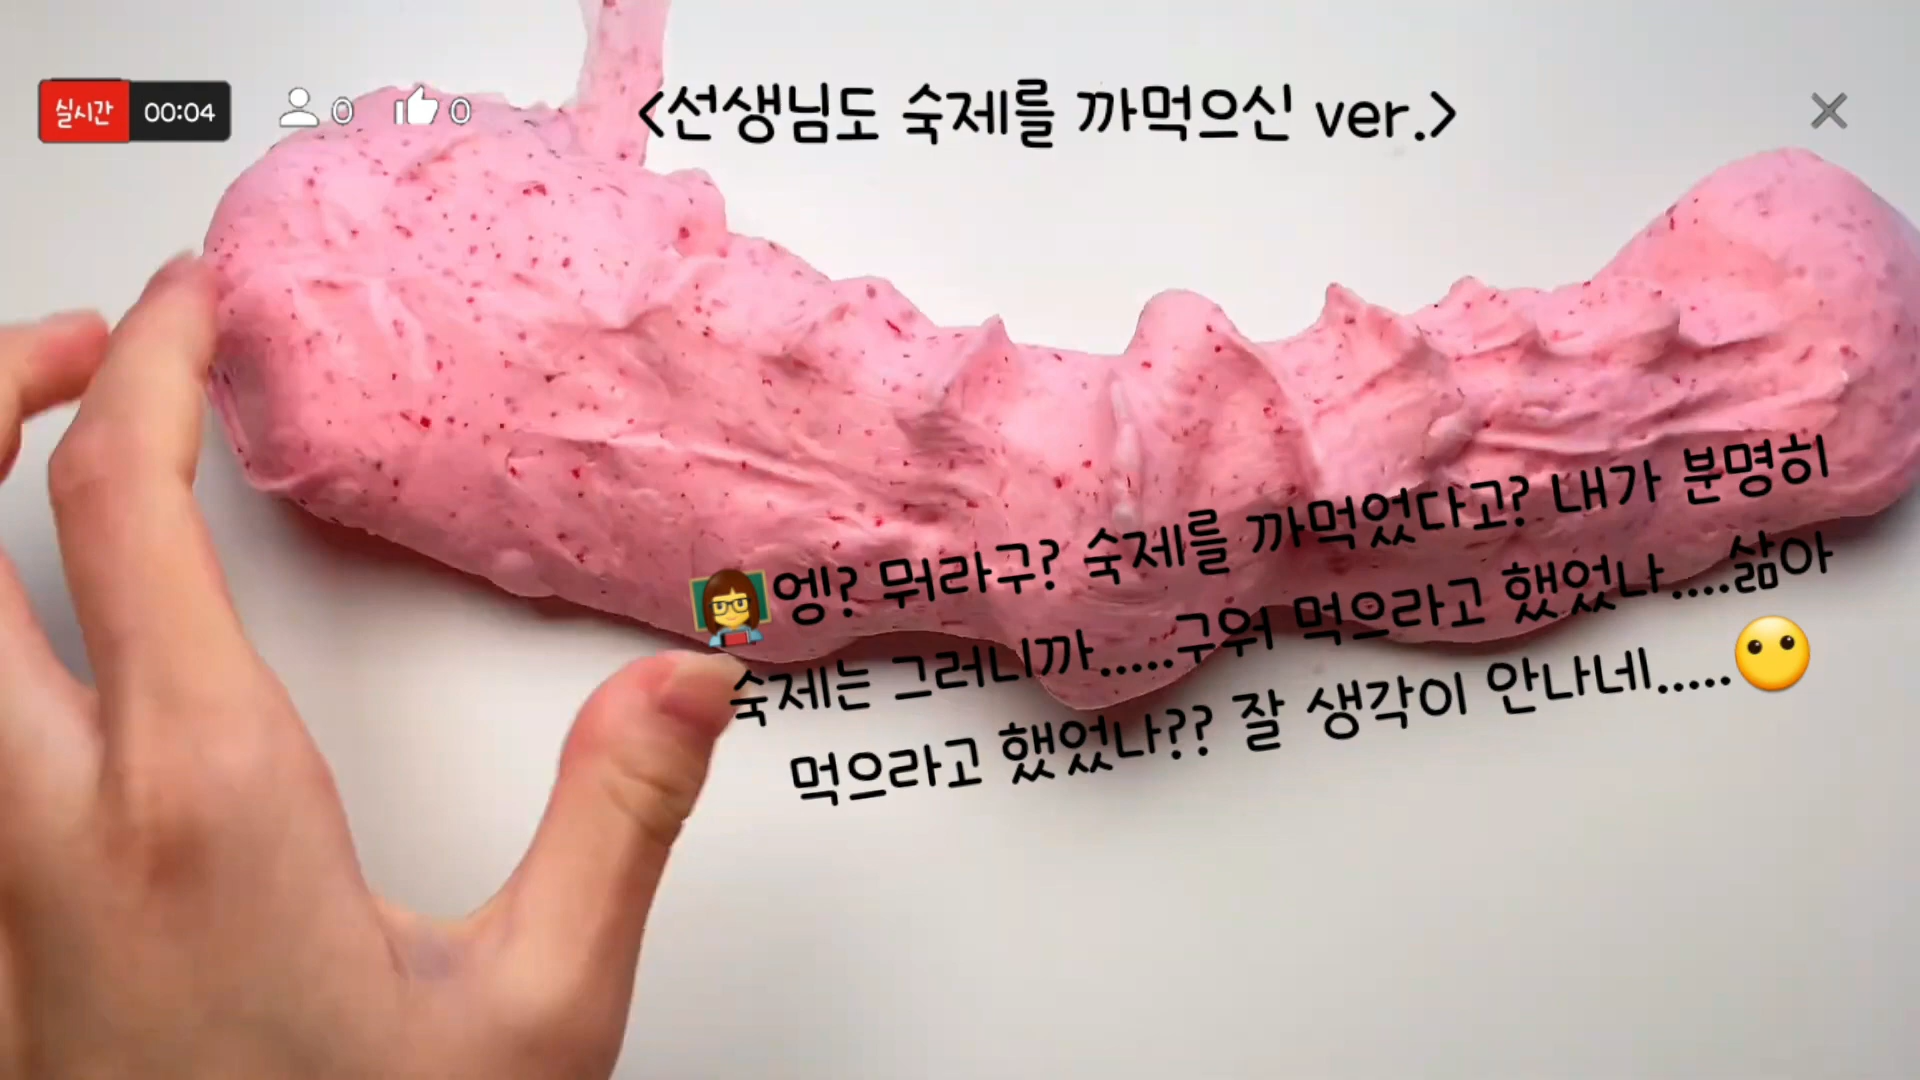 실시간 00:04 0 0
<선생님도 숙제를 까먹으신 ver.>
엥? 뭐라구? 숙제를 까먹었다고? 내가 분명히
숙제는 그러니까.....구워 먹으라고 했었나....삶아
먹으라고 했었나?? 잘 생각이 안나네.....